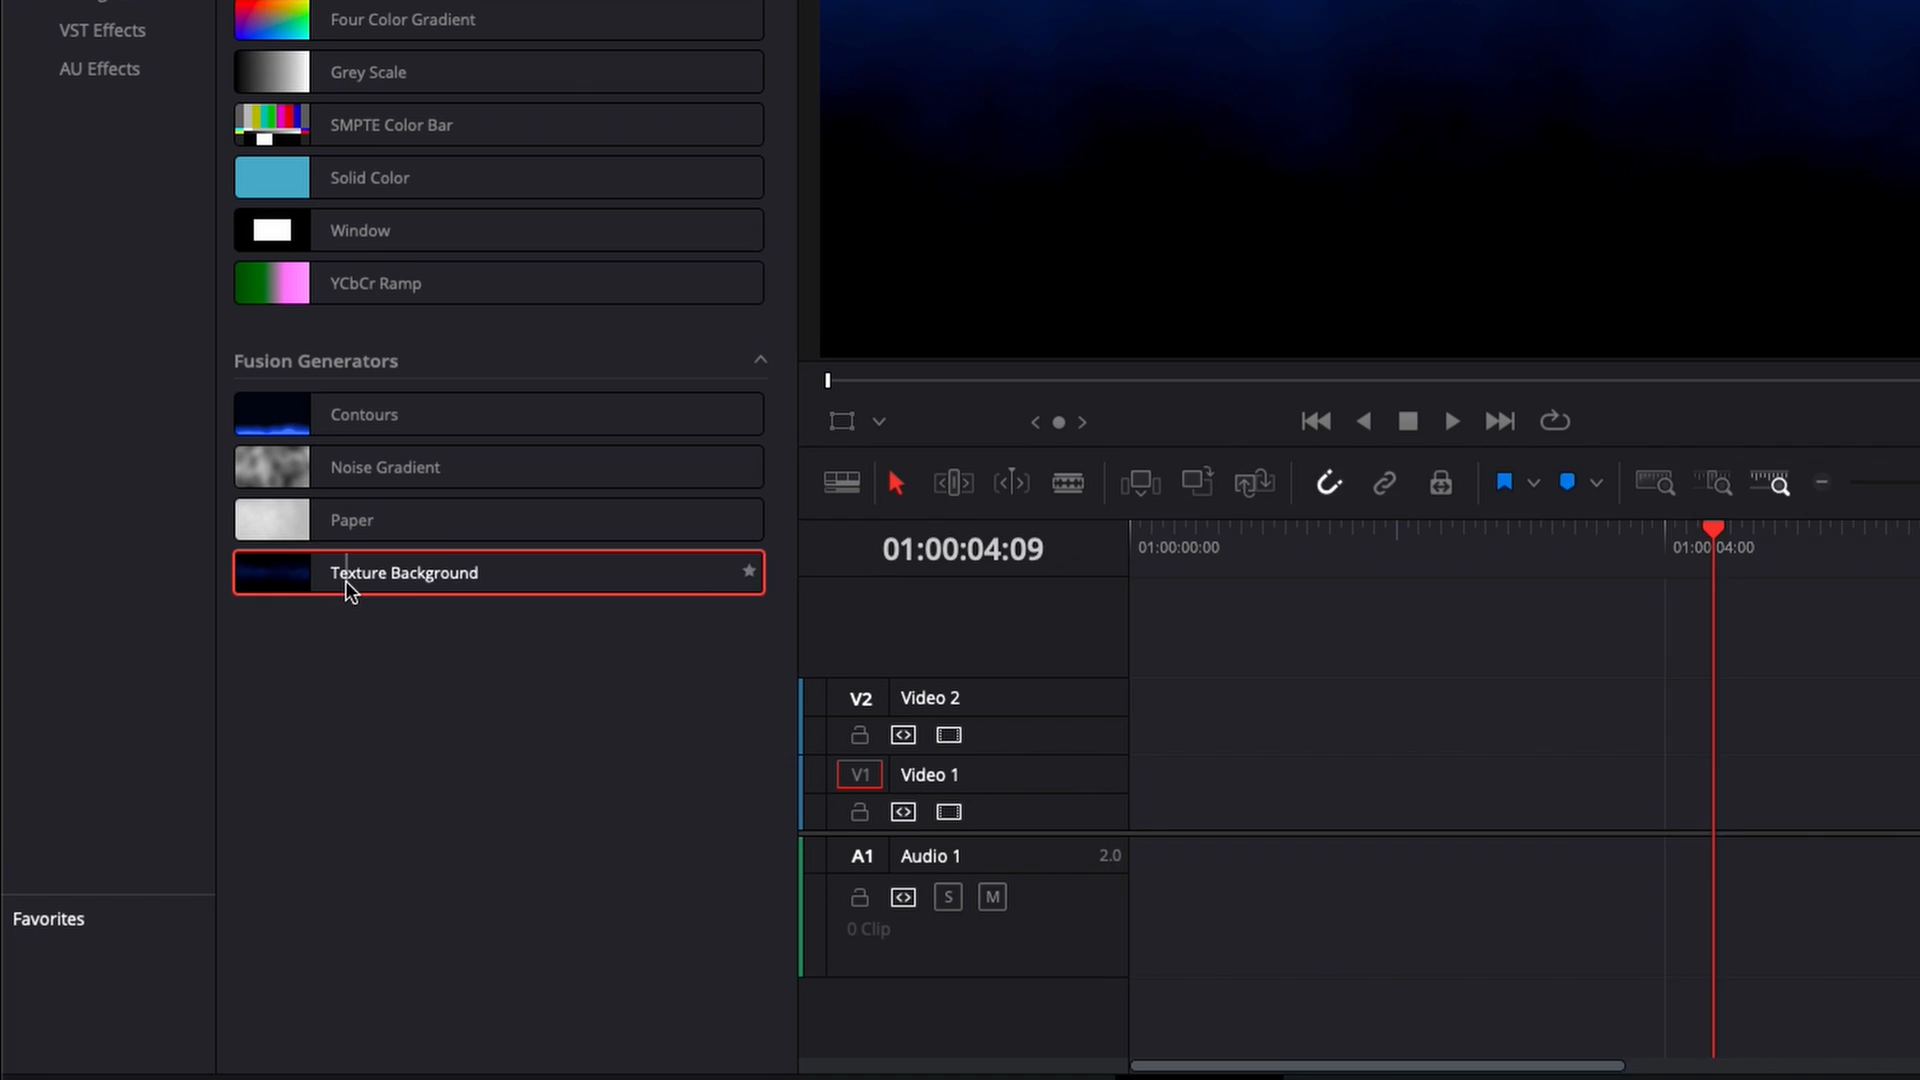 VST Effects
AU Effects
Four Color Gradient
Grey Scale
SMPTE Color Bar
Solid Color
Window
YCbCr Ramp
Fusion Generators
Contours
Noise Gradient
Paper
Texture Background
Favorites
01:00:04:09
01:00:00:00
01:00:04:00
V2 Video 2
V1 Video 1
A1 Audio 1 2.0
S M
0 Clip